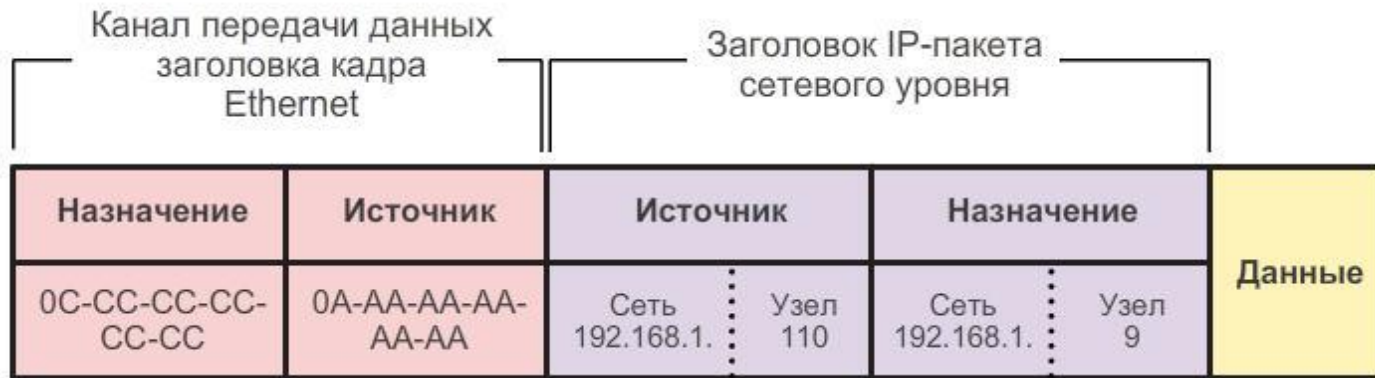 Канал передачи данных
заголовка кадра
Ethernet
Заголовок IP-пакета
сетевого уровня
Назначение
Источник
Источник
Назначение
Данные
0C-CC-CC-CC-
CC-CC
0A-AA-AA-AA-
AA-AA
Сеть
192.168.1.
Узел
110
Сеть
192.168.1.
Узел
9